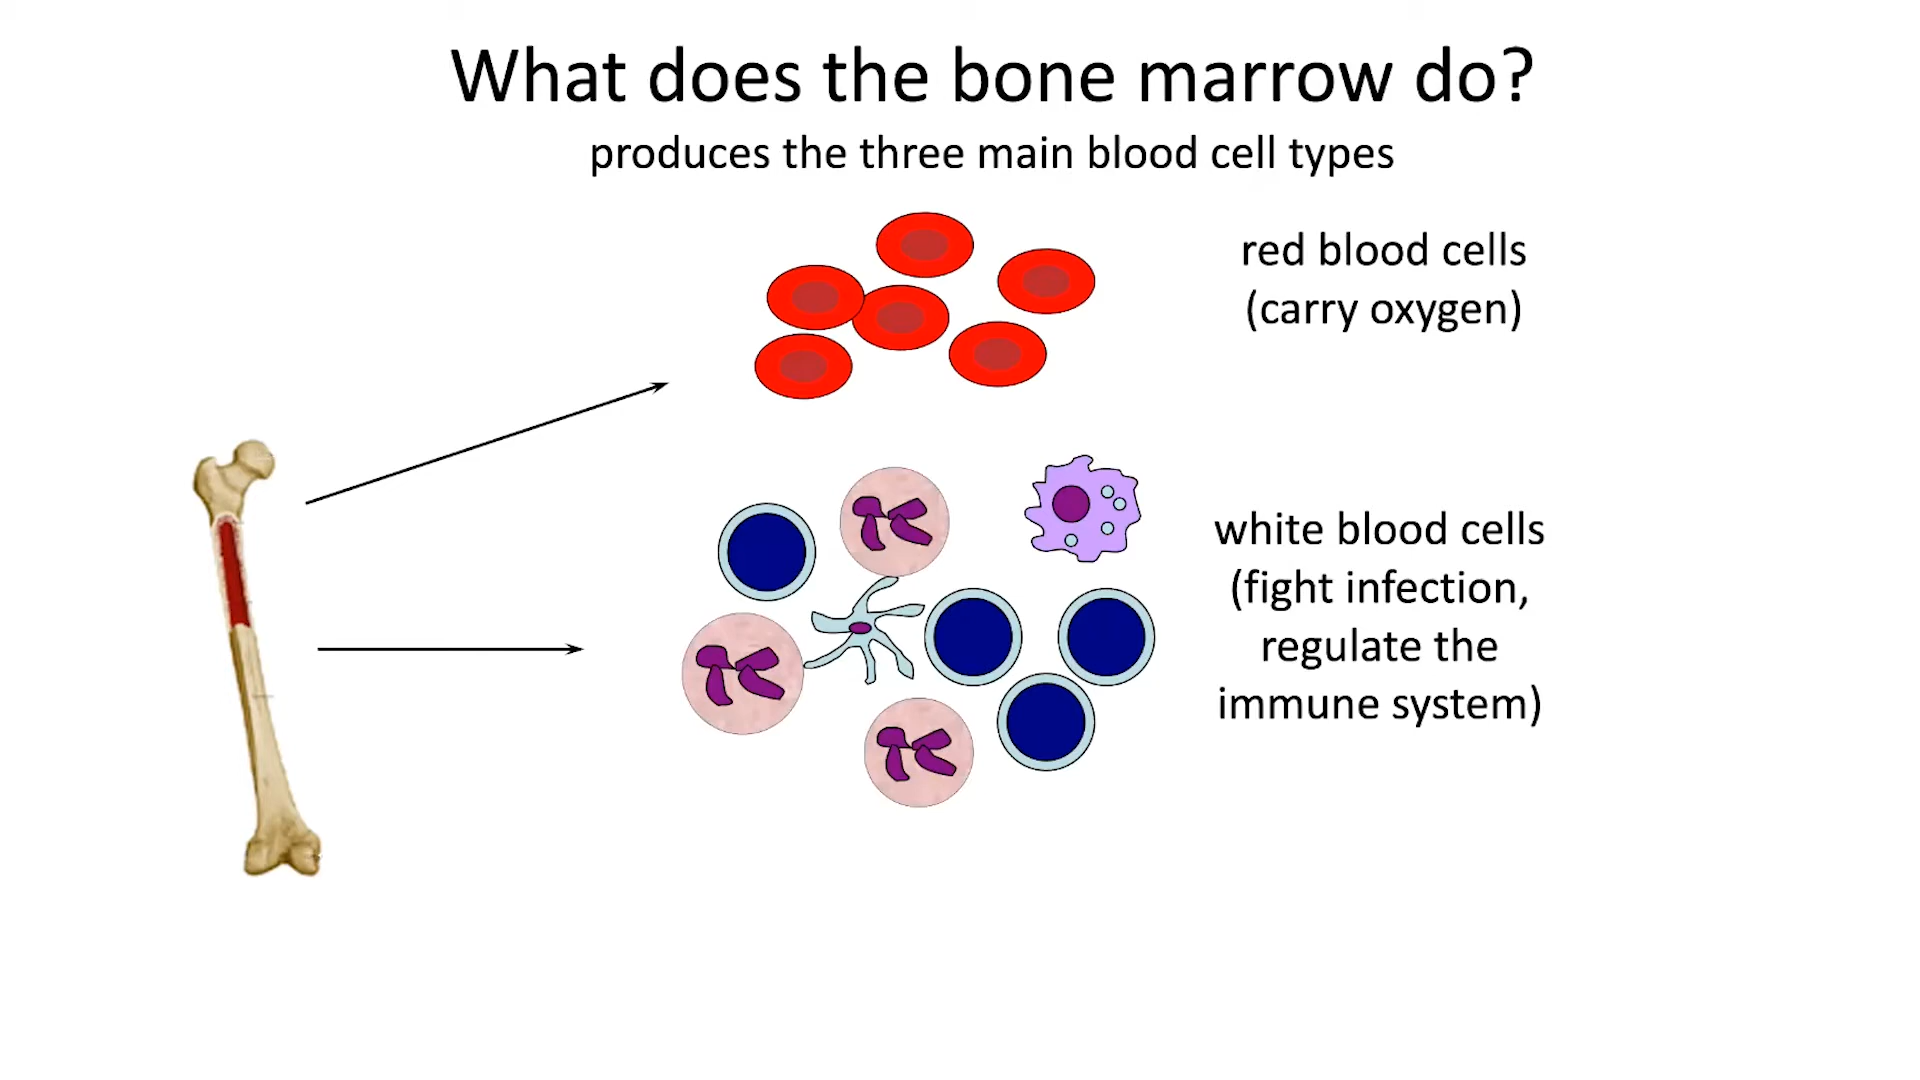 What does the bone marrow do?
produces the three main blood cell types
red blood cells
(carry oxygen)
white blood cells
(fight infection,
regulate the
immune system)